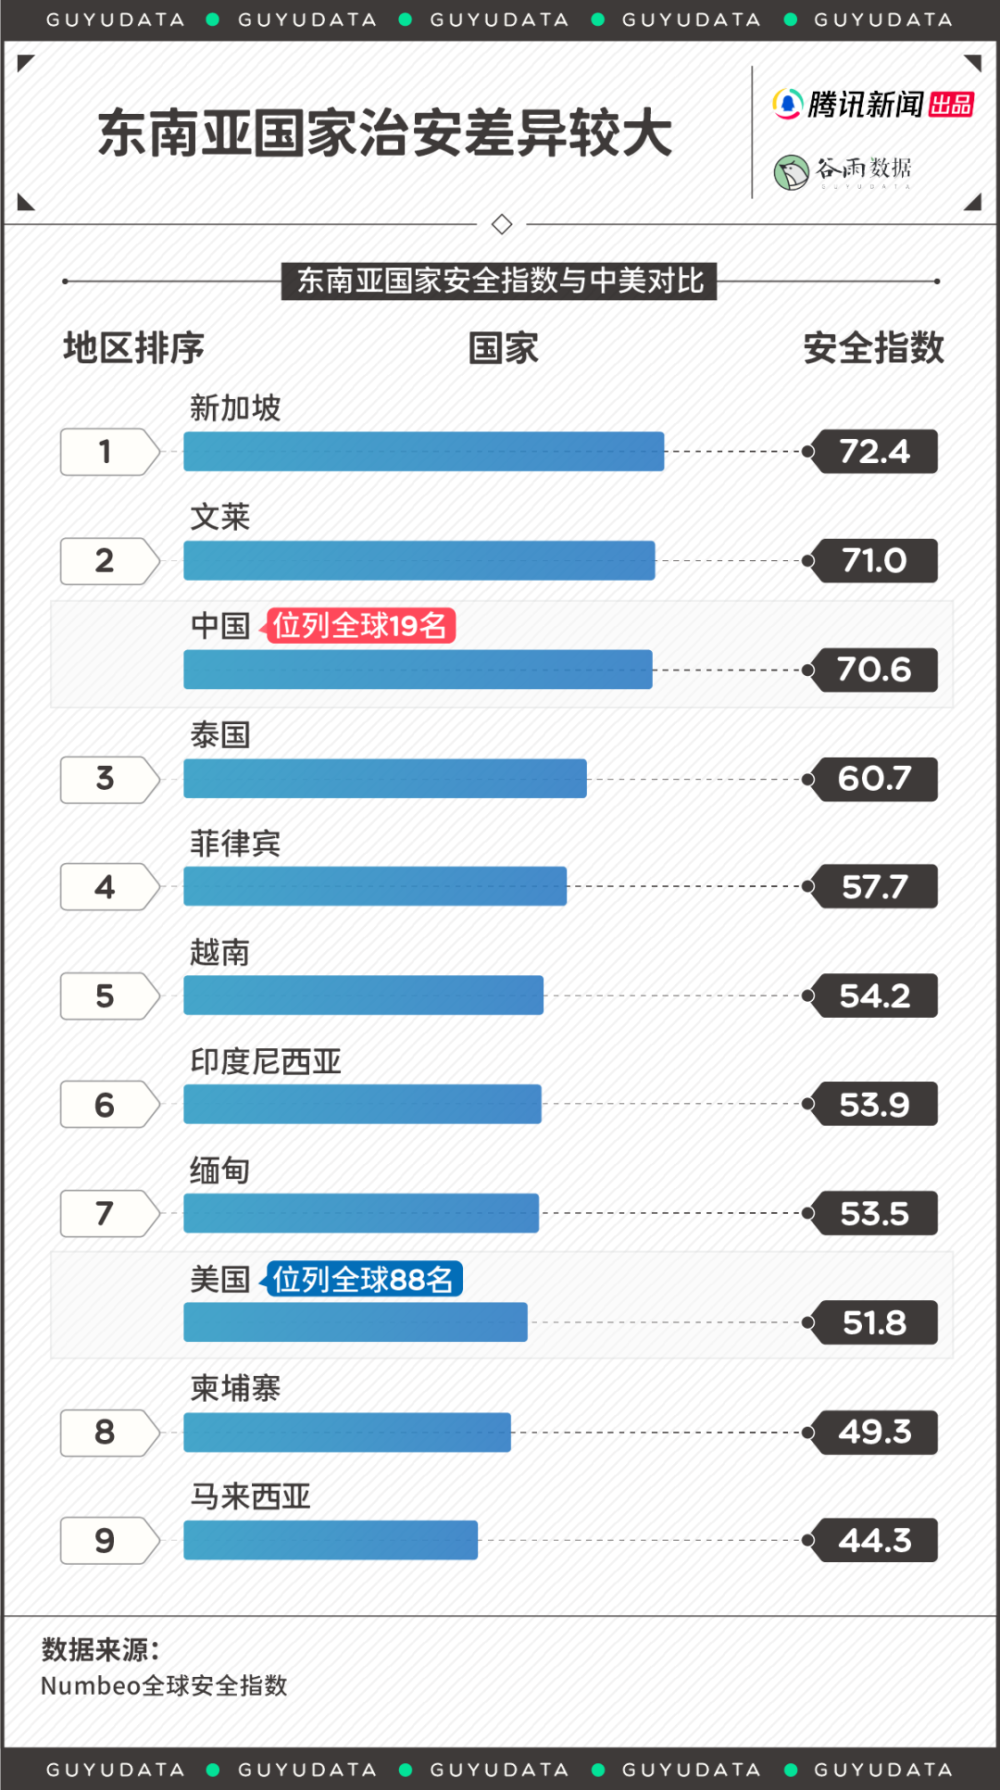 GUYUDATA GUYUDATA GUYUDATA GUYUDATA GUYUDATA
东南亚国家治安差异较大
腾讯新闻 出品
谷雨数据
GUYUDATA
东南亚国家安全指数与中美对比
地区排序 国家 安全指数
新加坡
1 72.4
文莱
2 71.0
中国 位列全球19名
70.6
泰国
3 60.7
菲律宾
4 57.7
越南
5 54.2
印度尼西亚
6 53.9
缅甸
7 53.5
美国 位列全球88名
51.8
柬埔寨
8 49.3
马来西亚
9 44.3
数据来源：
Numbeo全球安全指数
GUYUDATA GUYUDATA GUYUDATA GUYUDATA GUYUDATA